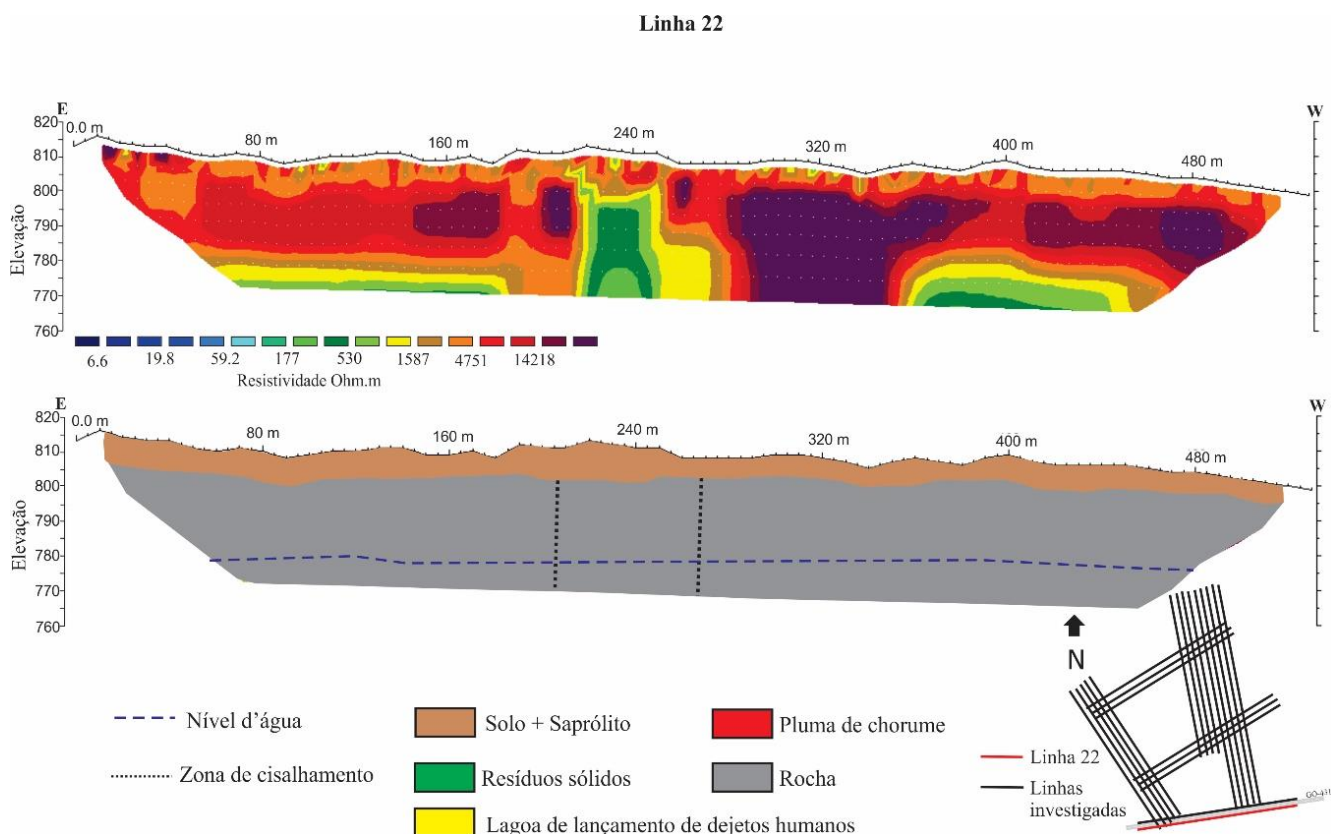 Linha 22
E
W
0.0 m
80 m
160 m
240 m
320 m
400 m
480 m
820
810
800
790
780
770
760
Elevação
6.6 19.8 59.2 177 530 1587 4751 14218
Resistividade Ohm.m
E
W
0.0 m
80 m
160 m
240 m
320 m
400 m
480 m
820
810
800
790
780
770
760
Elevação
N
Nível d'água
Solo + Saprólito
Pluma de chorume
Zona de cisalhamento
Resíduos sólidos
Rocha
Lagoa de lançamento de dejetos humanos
Linha 22
Linhas
investigadas